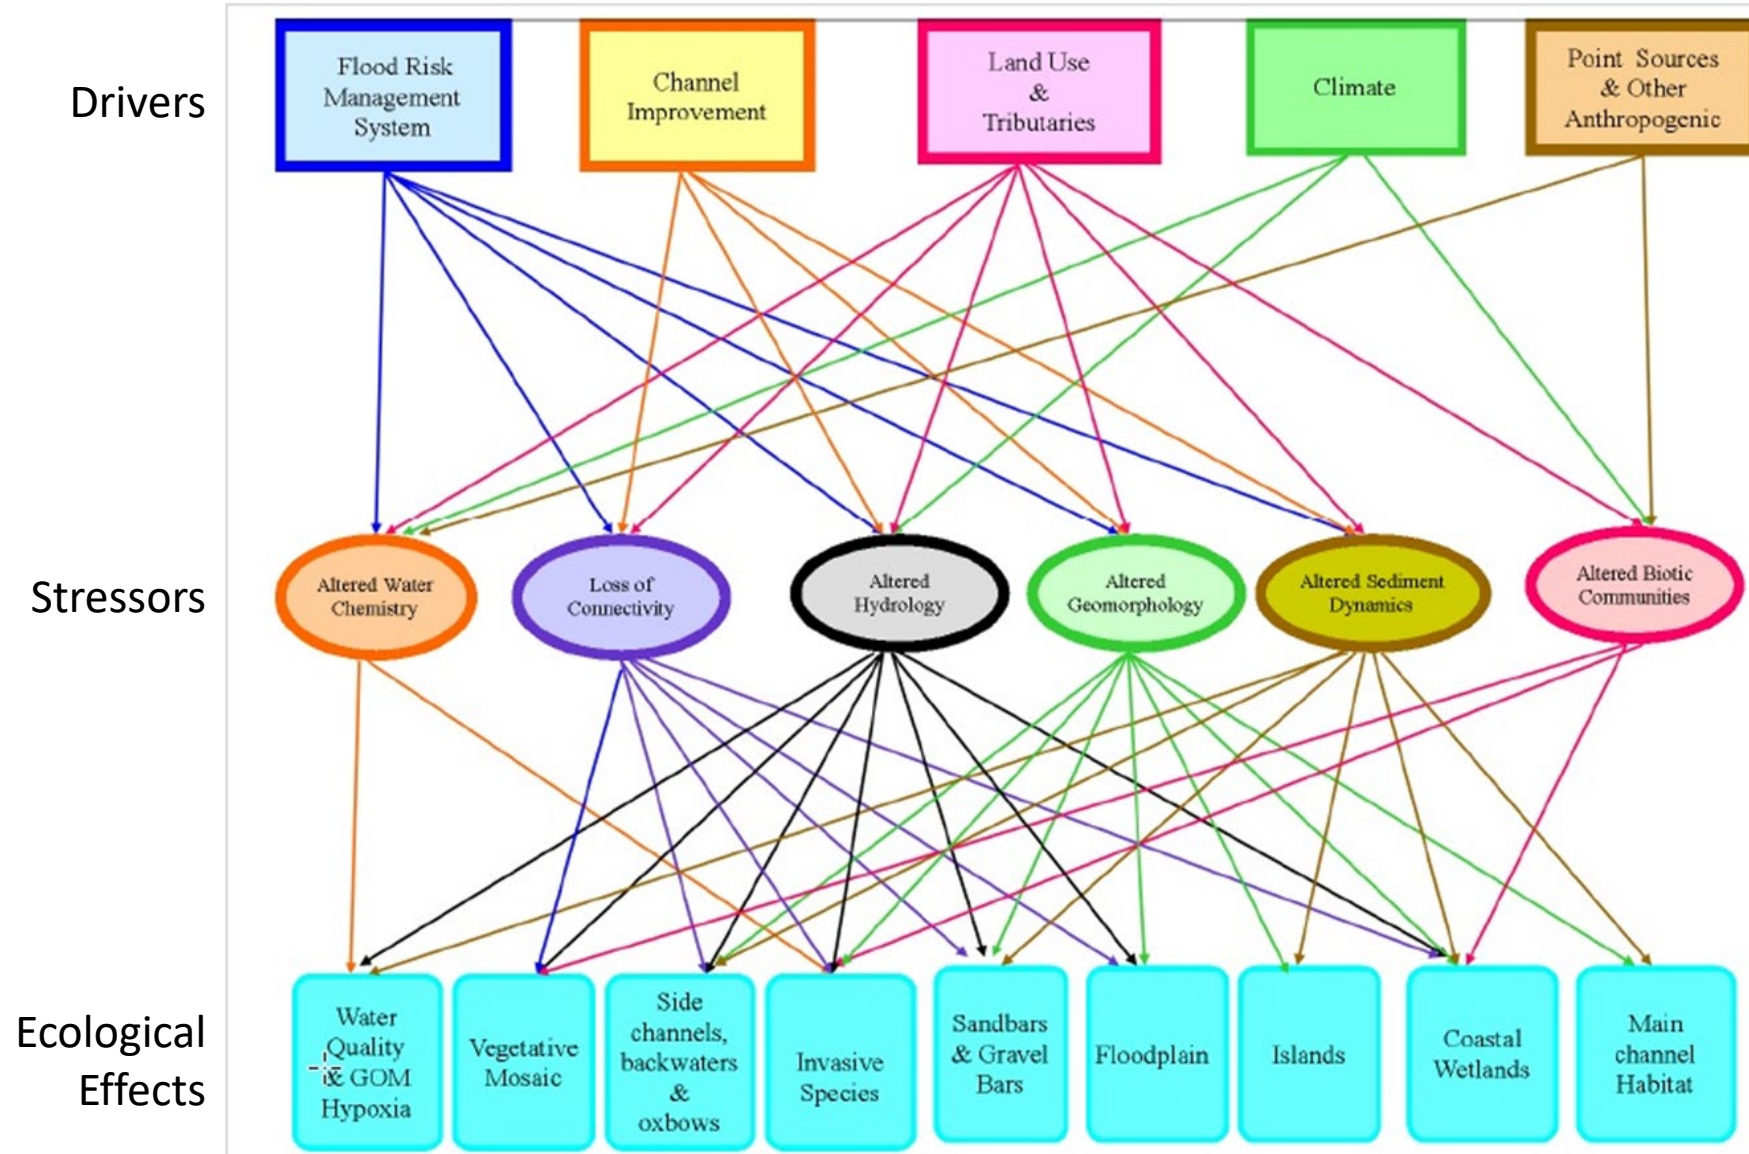 Drivers
Flood Risk
Management
System
Channel
Improvement
Land Use
&
Tributaries
Climate
Point Sources
& Other
Anthropogenic
Stressors
Altered Water
Chemistry
Loss of
Connectivity
Altered
Hydrology
Altered
Geomorphology
Altered Sediment
Dynamics
Altered Biotic
Communities
Ecological
Effects
Water
Quality
& GOM
Hypoxia
Vegetative
Mosaic
Side
channels,
backwaters
&
oxbows
Invasive
Species
Sandbars
& Gravel
Bars
Floodplain
Islands
Coastal
Wetlands
Main
channel
Habitat